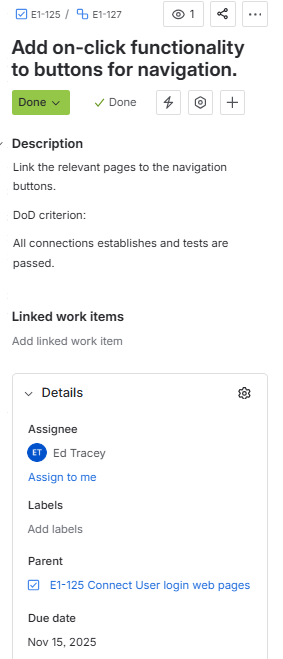 E1-125 / E1-127
1
Add on-click functionality
to buttons for navigation.
Done Done
Description
Link the relevant pages to the navigation
buttons.
DoD criterion:
All connections establishes and tests are
passed.
Linked work items
Add linked work item
Details
Assignee
ET Ed Tracey
Assign to me
Labels
Add labels
Parent
E1-125 Connect User login web pages
Due date
Nov 15, 2025